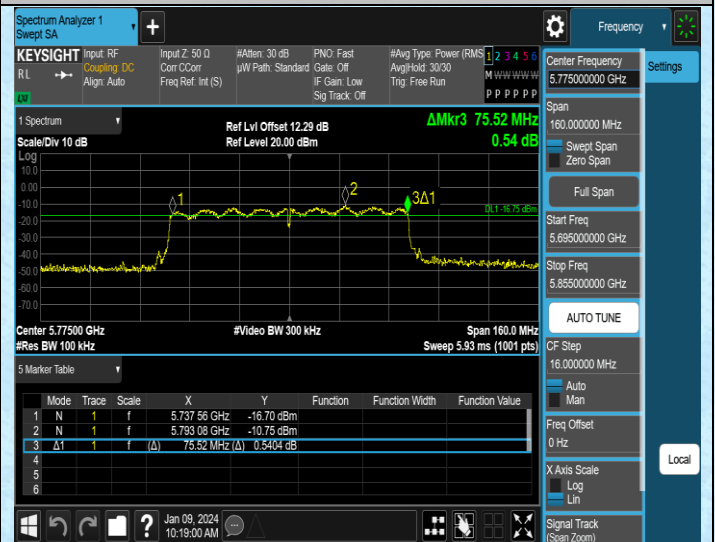 Spectrum Analyzer 1
Swept SA
+
Frequency
KEYSIGHT
RL
LXI
Input: RF
Coupling: DC
Align: Auto
Input Z: 50 Ω
Corr CCorr
Freq Ref: Int (S)
#Atten: 30 dB
µW Path: Standard
PNO: Fast
Gate: Off
IF Gain: Low
Sig Track: Off
#Avg Type: Power (RMS
Avg|Hold: 30/30
Trig: Free Run
1 2 3 4 5 6
M W W W W W
P P P P P P
1 Spectrum
Scale/Div 10 dB
Ref Lvl Offset 12.29 dB
Ref Level 20.00 dBm
ΔMkr3 75.52 MHz
0.54 dB
Log
10.0
0.00
-10.0
-20.0
-30.0
-40.0
-50.0
-60.0
-70.0
1
2
3Δ1
DL1 -16.75 dBm
Center 5.77500 GHz
#Res BW 100 kHz
#Video BW 300 kHz
Span 160.0 MHz
Sweep 5.93 ms (1001 pts)
5 Marker Table
Mode Trace Scale X Y Function Function Width Function Value
1 N 1 f 5.737 56 GHz -16.70 dBm
2 N 1 f 5.793 08 GHz -10.75 dBm
3 Δ1 1 f (Δ) 75.52 MHz (Δ) 0.5404 dB
4
5
6
?
Jan 09, 2024
10:19:00 AM
Center Frequency
5.775000000 GHz
Span
160.000000 MHz
Swept Span
Zero Span
Full Span
Start Freq
5.695000000 GHz
Stop Freq
5.855000000 GHz
AUTO TUNE
CF Step
16.000000 MHz
Auto
Man
Freq Offset
0 Hz
X Axis Scale
Log
Lin
Signal Track
(Span Zoom)
Settings
Local